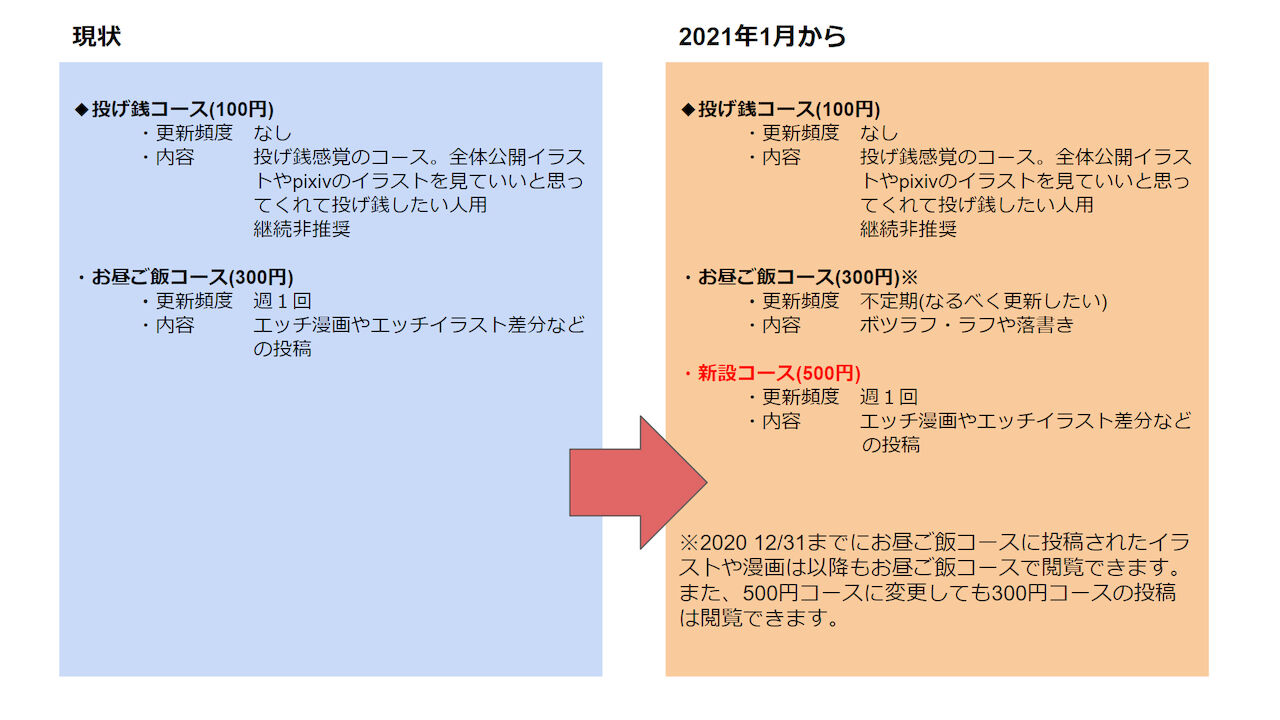 現状
◆投げ銭コース(100円)
・更新頻度 なし
・内容 投げ銭感覚のコース。全体公開イラス
トやpixivのイラストを見ていいと思っ
てくれて投げ銭したい人用
継続非推奨
・お昼ご飯コース(300円)
・更新頻度 週１回
・内容 エッチ漫画やエッチイラスト差分など
の投稿
2021年1月から
◆投げ銭コース(100円)
・更新頻度 なし
・内容 投げ銭感覚のコース。全体公開イラス
トやpixivのイラストを見ていいと思っ
てくれて投げ銭したい人用
継続非推奨
・お昼ご飯コース(300円)※
・更新頻度 不定期(なるべく更新したい)
・内容 ボツラフ・ラフや落書き
・新設コース(500円)
・更新頻度 週１回
・内容 エッチ漫画やエッチイラスト差分など
の投稿
※2020 12/31までにお昼ご飯コースに投稿されたイラ
ストや漫画は以降もお昼ご飯コースで閲覧できます。
また、500円コースに変更しても300円コースの投稿
は閲覧できます。